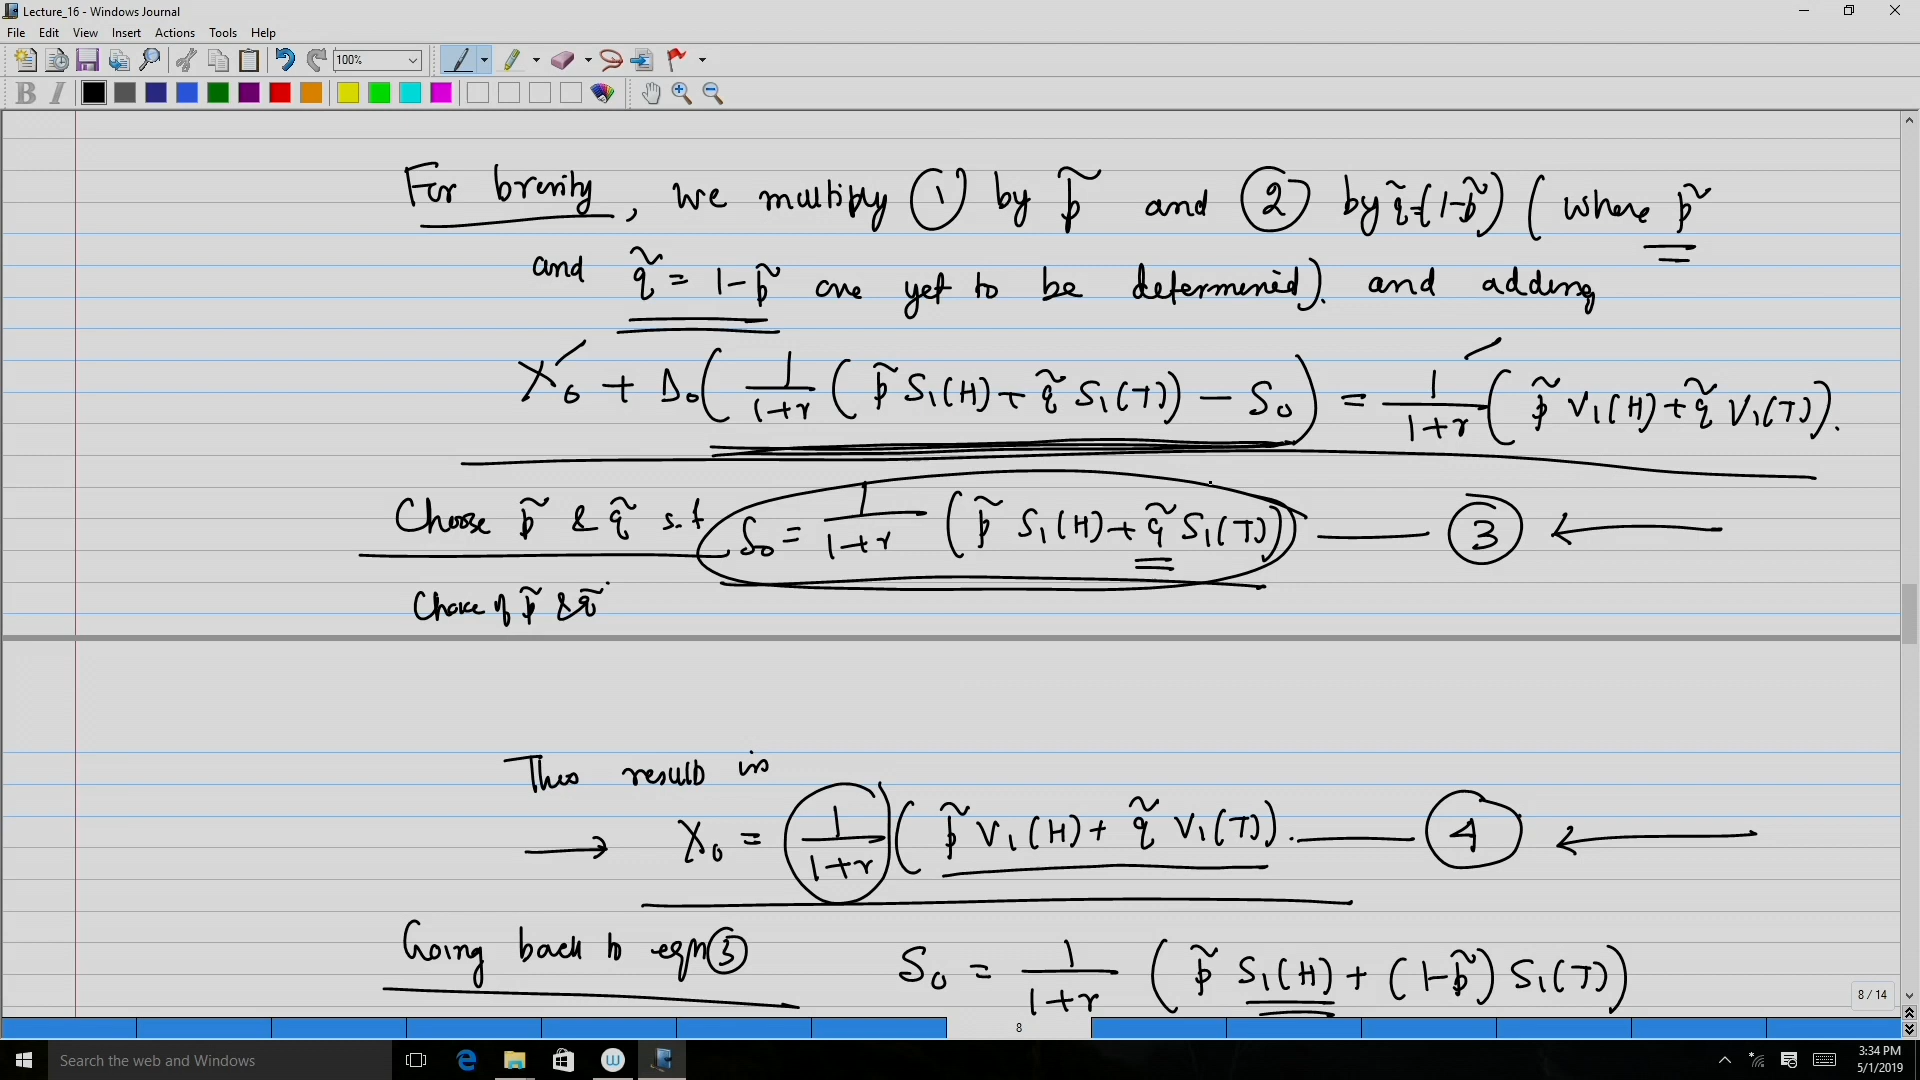 Lecture_16 - Windows Journal
File Edit View Insert Actions Tools Help
100%
B I
For brevity, we multiply ① by p̃ and ② by q̃=(1-p̃) (where p̃
and q̃ = 1-p̃ are yet to be determined). and adding
X₀ + Δ₀( 1/(1+r) ( p̃ S₁(H) + q̃ S₁(T)) - S₀ ) = 1/(1+r) ( p̃ V₁(H) + q̃ V₁(T)).
Choose p̃ & q̃ s.t S₀ = 1/(1+r) ( p̃ S₁(H) + q̃ S₁(T)) — ③ ←
Choice of p̃ & q̃
This result is
→ X₀ = 1/(1+r) ( p̃ V₁(H) + q̃ V₁(T)). — ④ ←
Going back to eqn ③ S₀ = 1/(1+r) ( p̃ S₁(H) + (1-p̃) S₁(T))
8 / 14
8
Search the web and Windows
3:34 PM
5/1/2019